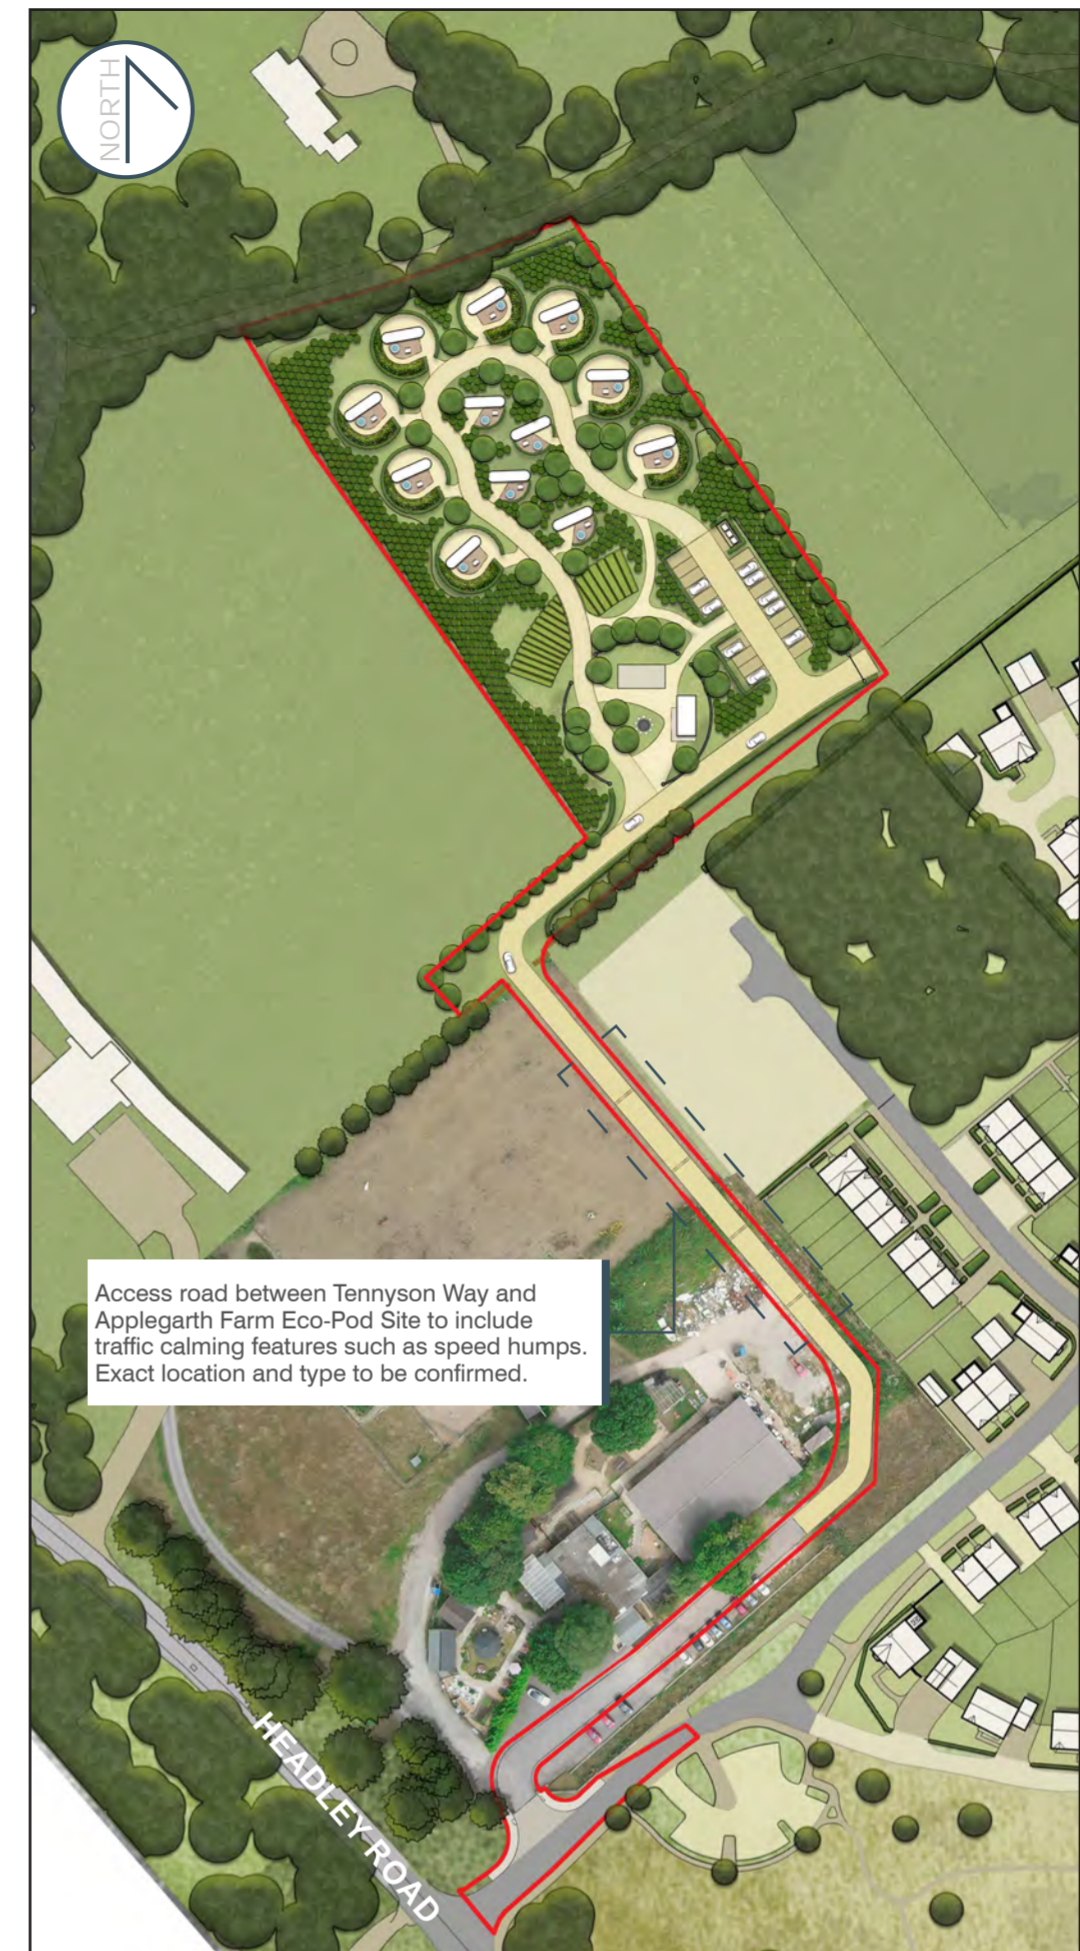 NORTH
Access road between Tennyson Way and
Applegarth Farm Eco-Pod Site to include
traffic calming features such as speed humps.
Exact location and type to be confirmed.
HEADLEY ROAD